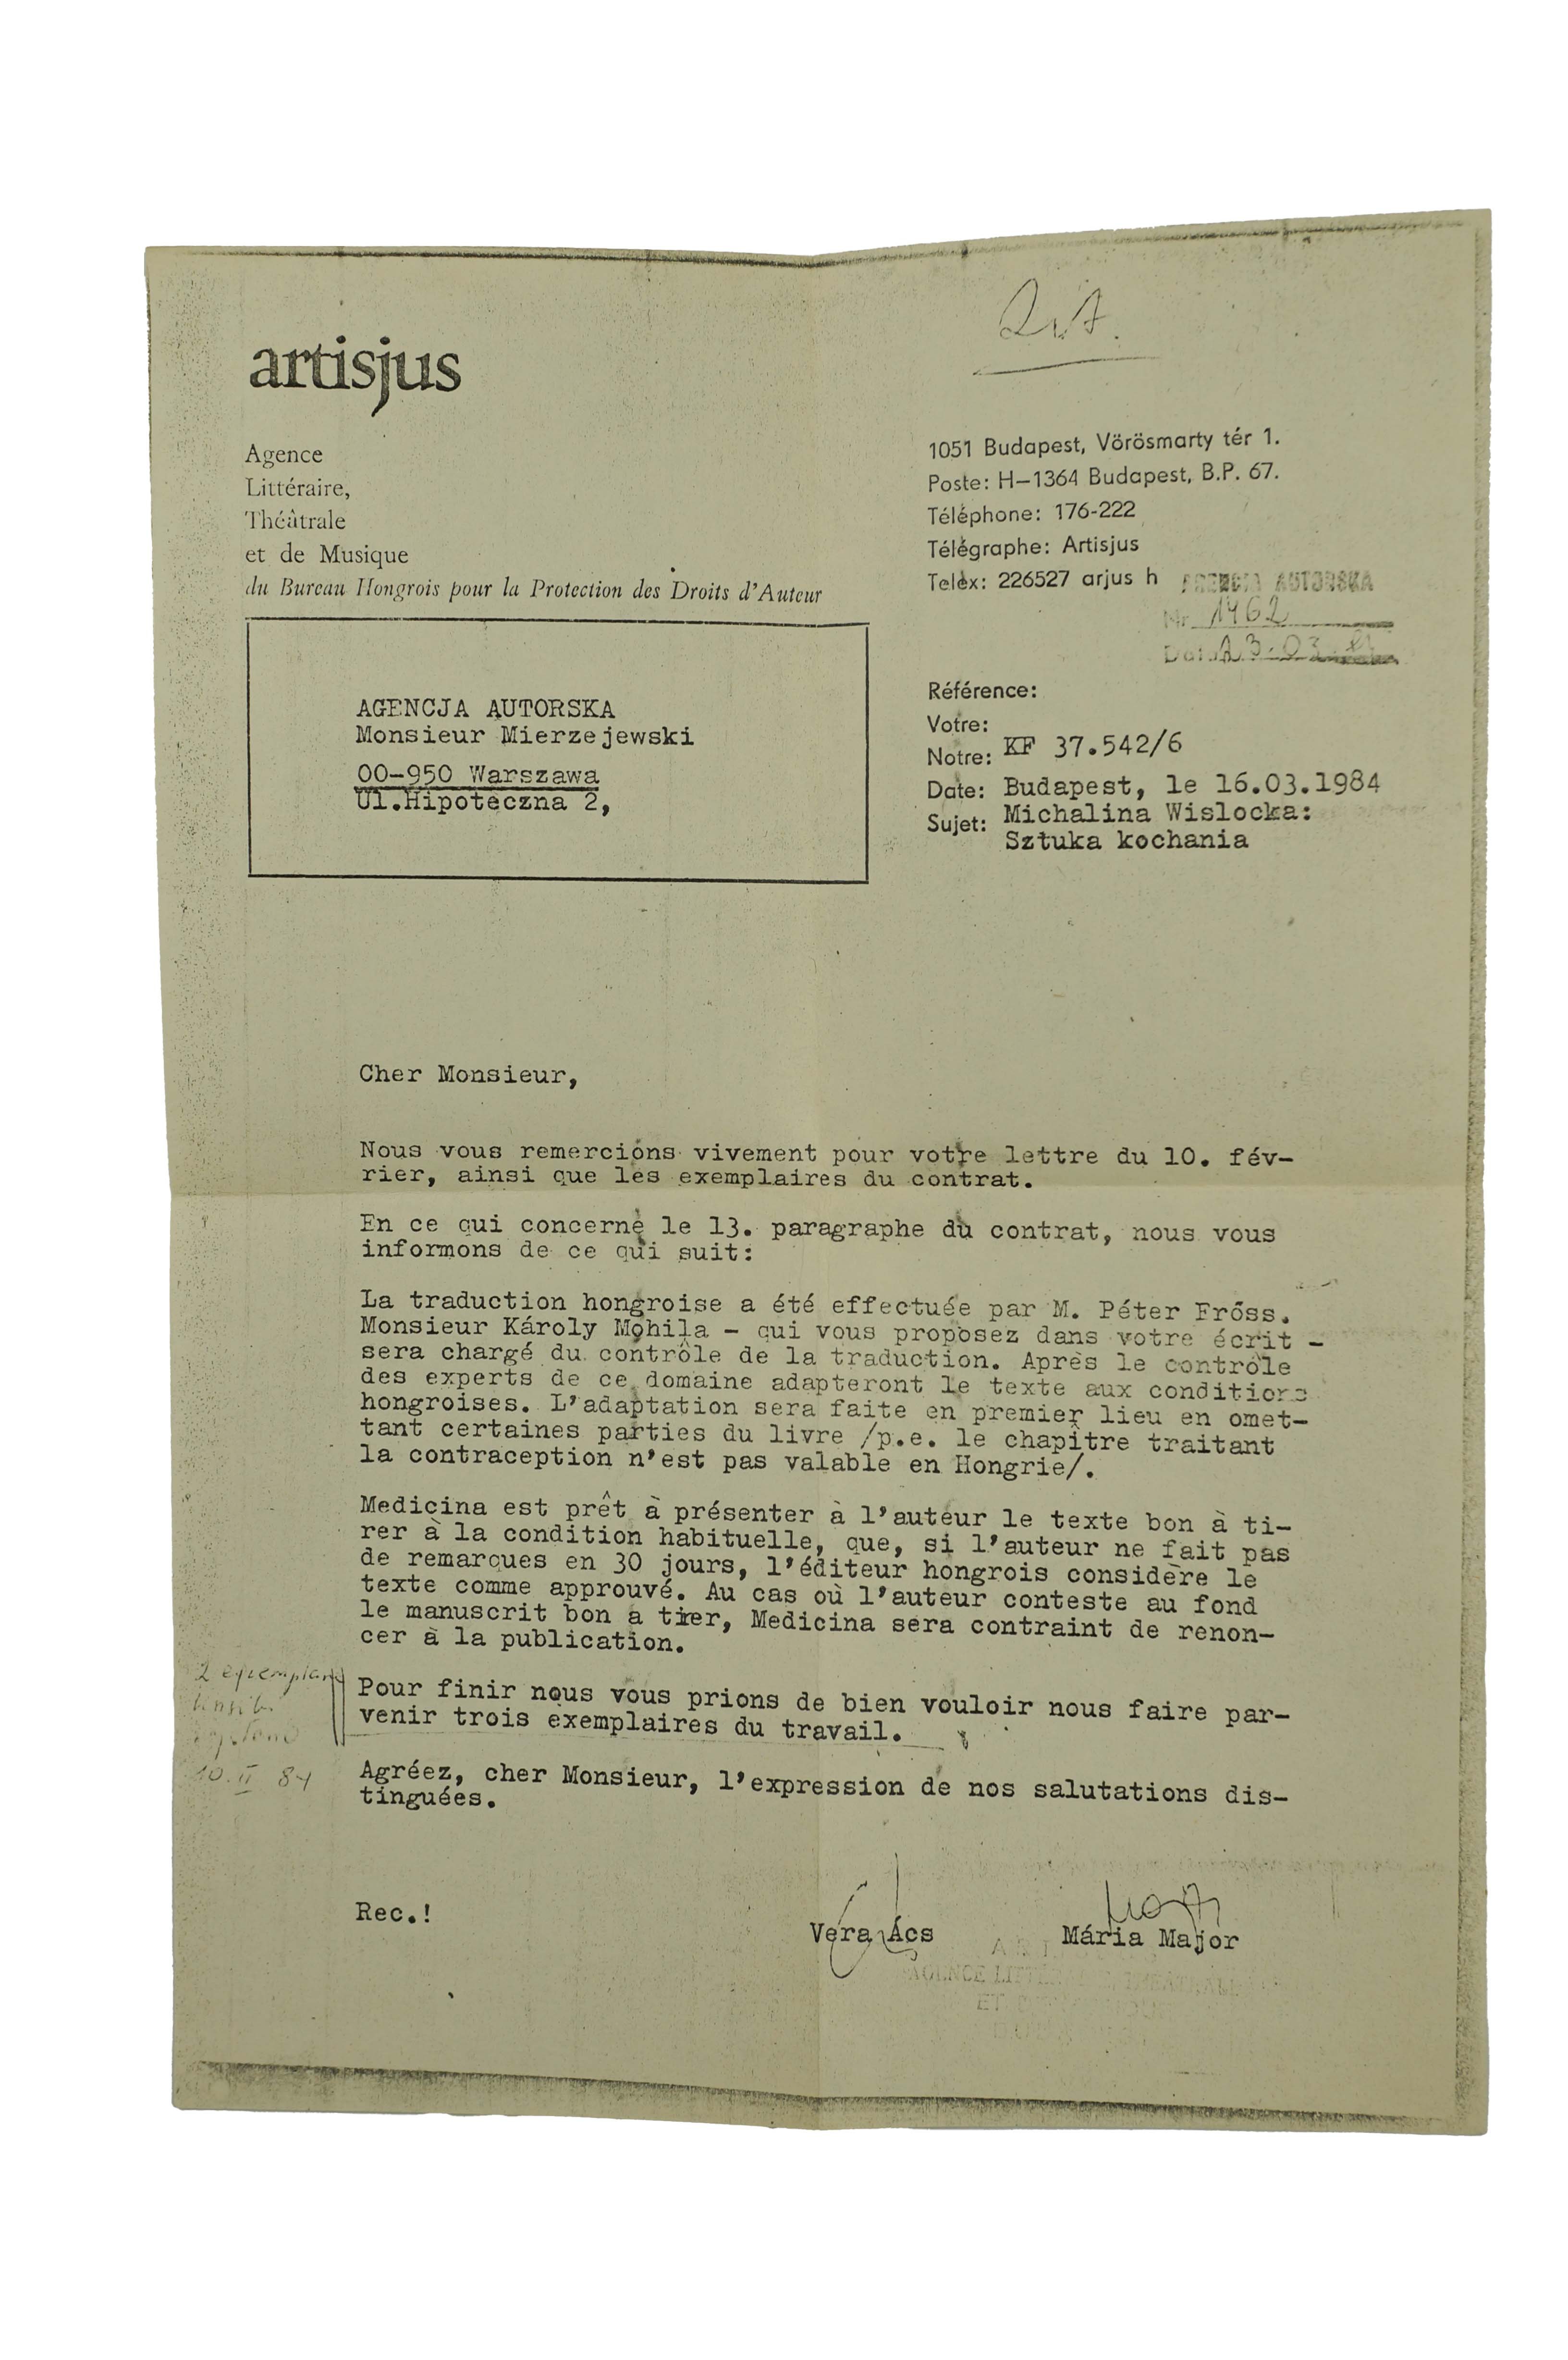 artisjus
Agence
Littéraire,
Théâtrale
et de Musique
du Bureau Hongrois pour la Protection des Droits d'Auteur
1051 Budapest, Vörösmarty tér 1.
Poste: H–1364 Budapest, B.P. 67.
Téléphone: 176-222
Télégraphe: Artisjus
Telex: 226527 arjus h
AGENCJA AUTORSKA
Nr 1462
AGENCJA AUTORSKA
Monsieur Mierzejewski
00-950 Warszawa
Ul.Hipoteczna 2,
Référence:
Votre:
Notre: KF 37.542/6
Date: Budapest, le 16.03.1984
Sujet: Michalina Wislocka:
Sztuka kochania
Cher Monsieur,
Nous vous remercions vivement pour votre lettre du 10. fév-
rier, ainsi que les exemplaires du contrat.
En ce qui concerne le 13. paragraphe du contrat, nous vous
informons de ce qui suit:
La traduction hongroise a été effectuée par M. Péter Fröss.
Monsieur Károly Mohila - qui vous proposez dans votre écrit -
sera chargé du contrôle de la traduction. Après le contrôle
des experts de ce domaine adapteront le texte aux conditions
hongroises. L'adaptation sera faite en premier lieu en omet-
tant certaines parties du livre /p.e. le chapitre traitant
la contraception n'est pas valable en Hongrie/.
Medicina est prêt à présenter à l'auteur le texte bon à ti-
rer à la condition habituelle, que, si l'auteur ne fait pas
de remarques en 30 jours, l'éditeur hongrois considère le
texte comme approuvé. Au cas où l'auteur conteste au fond
le manuscrit bon a tirer, Medicina sera contraint de renon-
cer à la publication.
Pour finir nous vous prions de bien vouloir nous faire par-
venir trois exemplaires du travail.
10.II 84
Agréez, cher Monsieur, l'expression de nos salutations dis-
tinguées.
Rec.!
Vera Ács
Mária Major
AGENCE
ET